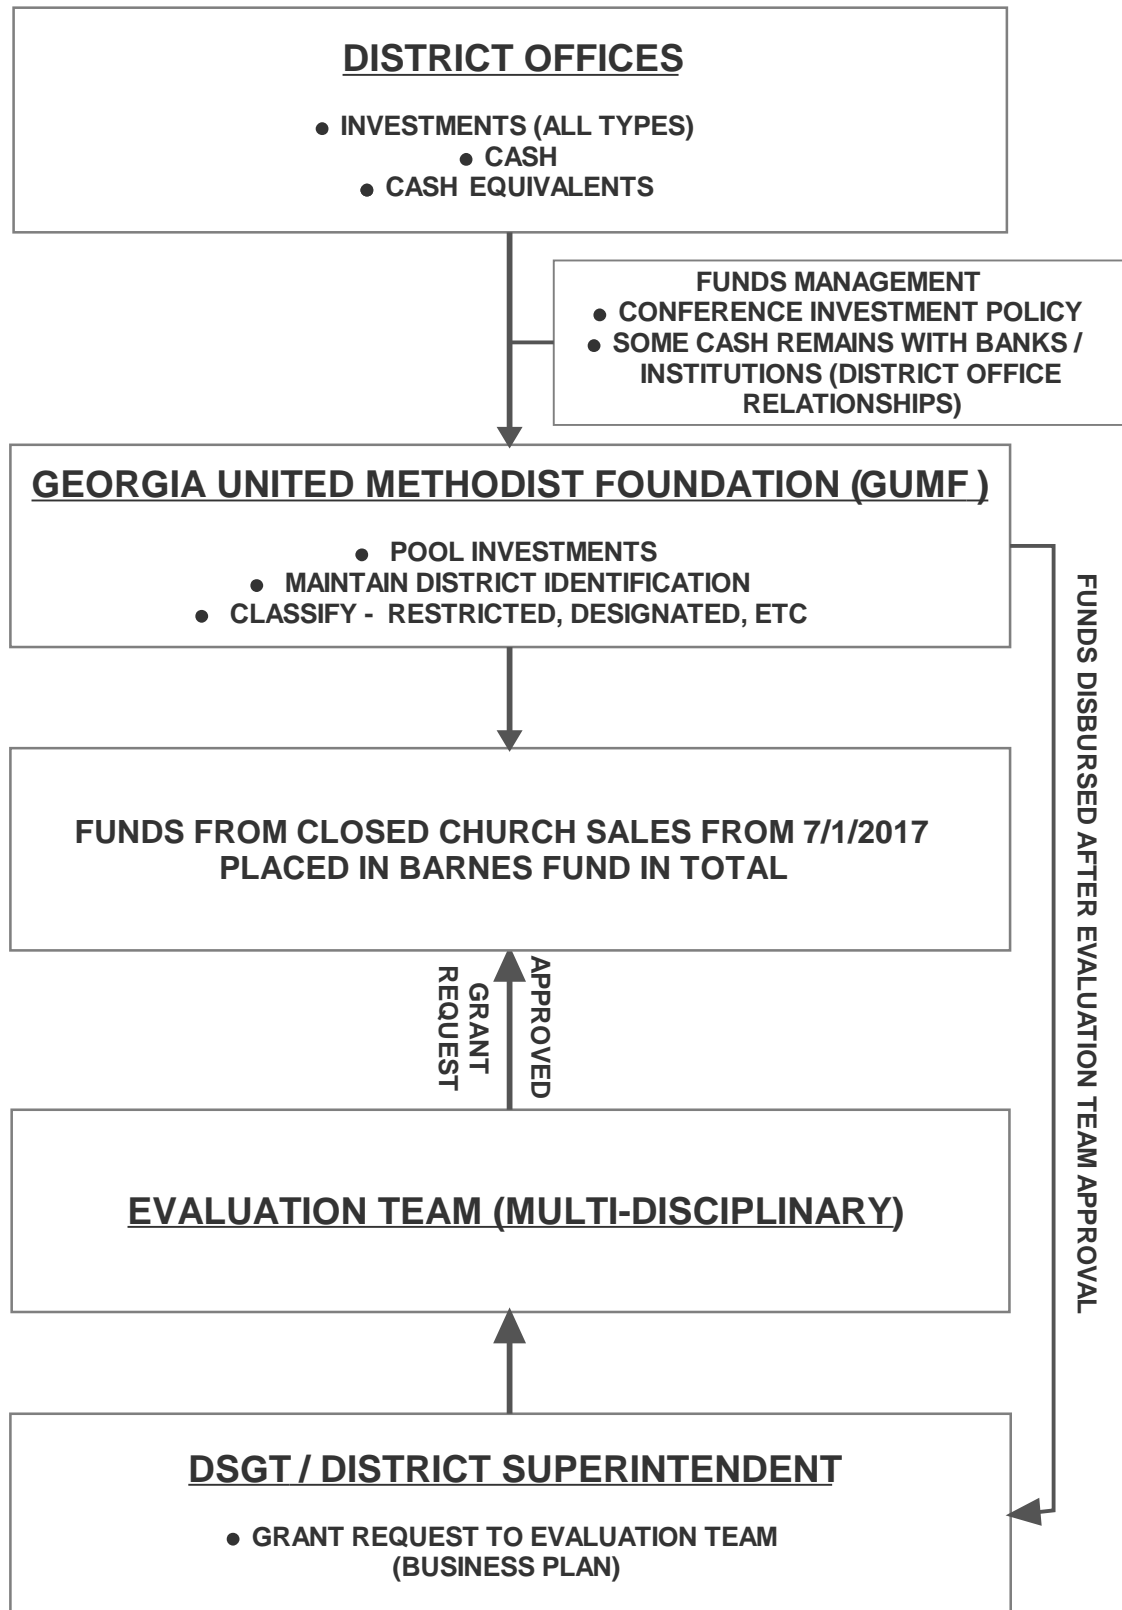 DISTRICT OFFICES
● INVESTMENTS (ALL TYPES)
● CASH
● CASH EQUIVALENTS
FUNDS MANAGEMENT
● CONFERENCE INVESTMENT POLICY
● SOME CASH REMAINS WITH BANKS /
INSTITUTIONS (DISTRICT OFFICE
RELATIONSHIPS)
GEORGIA UNITED METHODIST FOUNDATION (GUMF )
● POOL INVESTMENTS
● MAINTAIN DISTRICT IDENTIFICATION
● CLASSIFY - RESTRICTED, DESIGNATED, ETC
FUNDS DISBURSED AFTER EVALUATION TEAM APPROVAL
FUNDS FROM CLOSED CHURCH SALES FROM 7/1/2017
PLACED IN BARNES FUND IN TOTAL
GRANT
REQUEST
APPROVED
EVALUATION TEAM (MULTI-DISCIPLINARY)
DSGT / DISTRICT SUPERINTENDENT
● GRANT REQUEST TO EVALUATION TEAM
(BUSINESS PLAN)